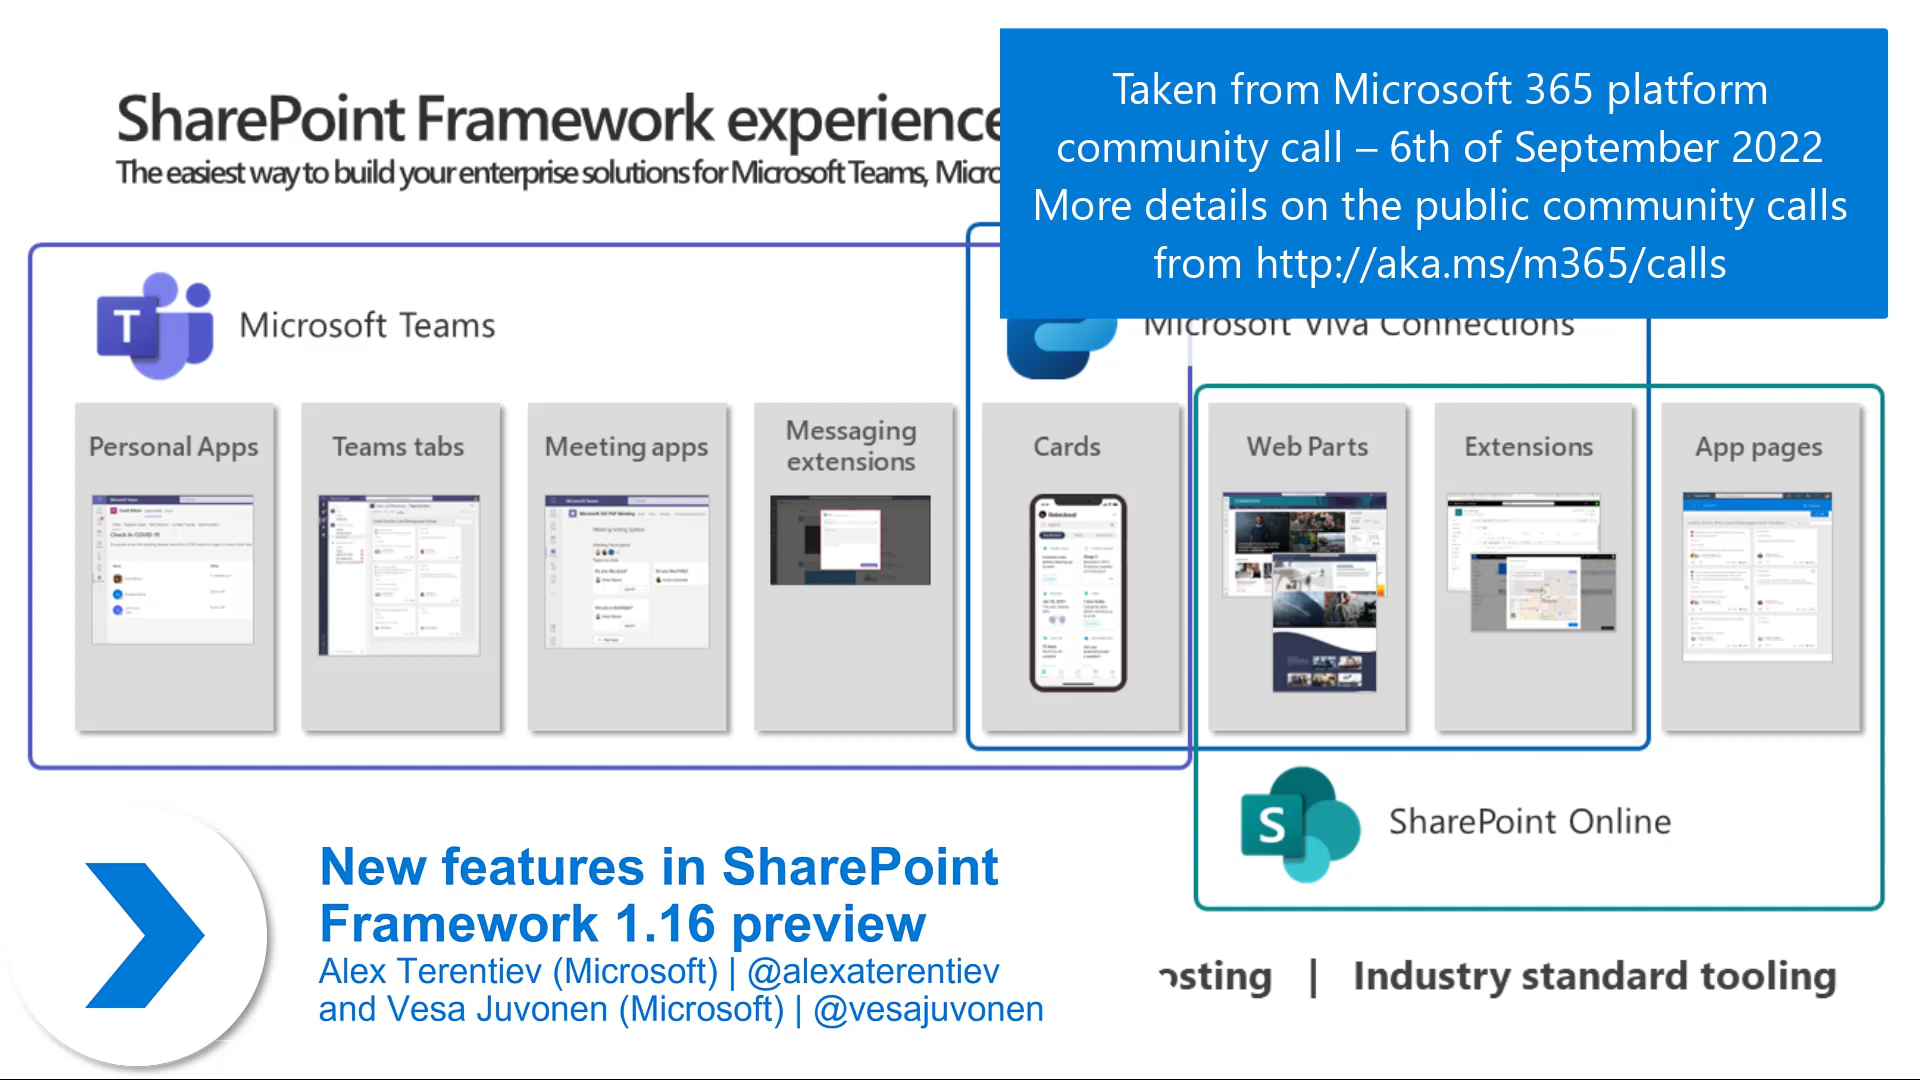 SharePoint Framework experience
The easiest way to build your enterprise solutions for Microsoft Teams,
Taken from Microsoft 365 platform
community call – 6th of September 2022
More details on the public community calls
from http://aka.ms/m365/calls
T
Microsoft Teams
Microsoft Viva Connections
Personal Apps
Teams tabs
Meeting apps
Messaging
extensions
Cards
Web Parts
Extensions
App pages
Check In COVID-19
S
SharePoint Online
New features in SharePoint
Framework 1.16 preview
Alex Terentiev (Microsoft) | @alexaterentiev
and Vesa Juvonen (Microsoft) | @vesajuvonen
| Industry standard tooling